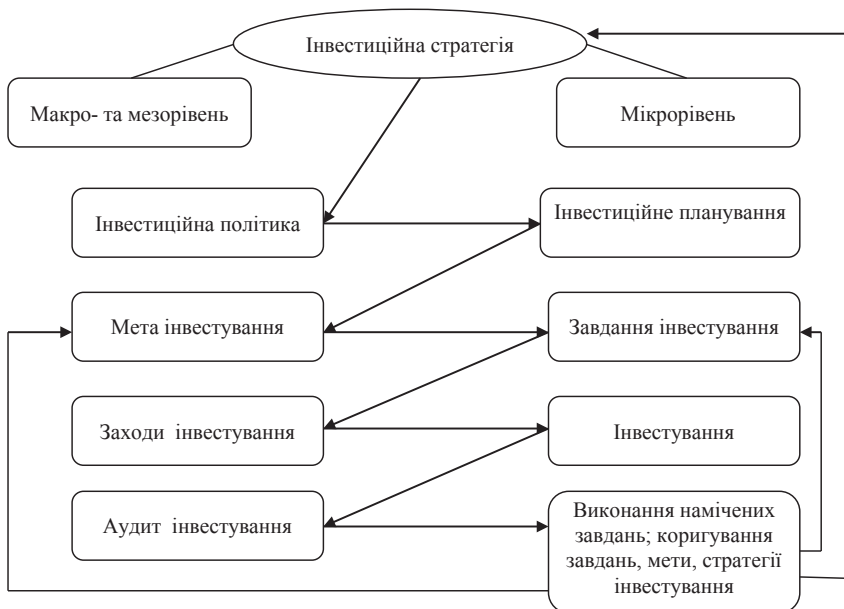 Інвестиційна стратегія
Макро- та мезорівень
Мікрорівень
Інвестиційна політика
Інвестиційне планування
Мета інвестування
Завдання інвестування
Заходи інвестування
Інвестування
Аудит інвестування
Виконання намічених
завдань; коригування
завдань, мети, стратегії
інвестування